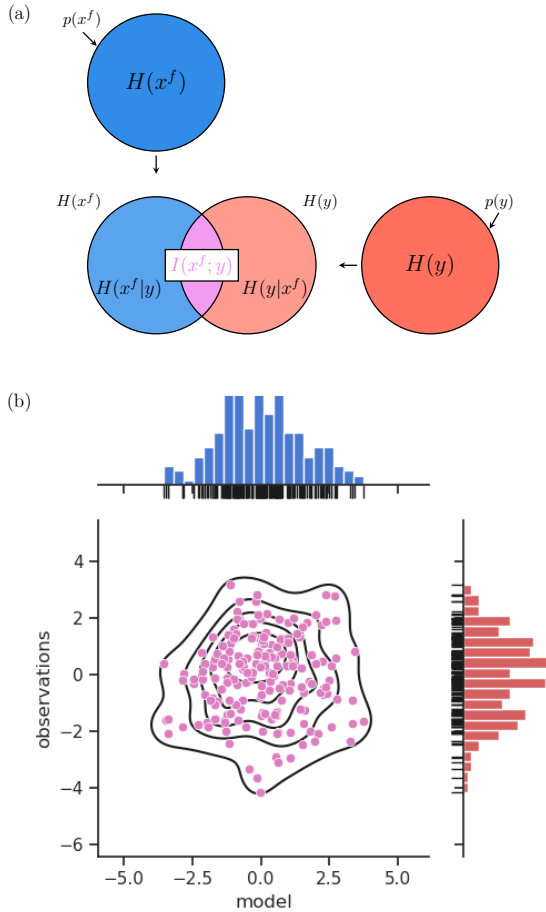 (a)
p(x^f)
H(x^f)
H(x^f)
H(y)
p(y)
I(x^f; y)
H(y)
H(x^f|y)
H(y|x^f)
(b)
4
2
0
−2
−4
−6
observations
−5.0
−2.5
0.0
2.5
5.0
model